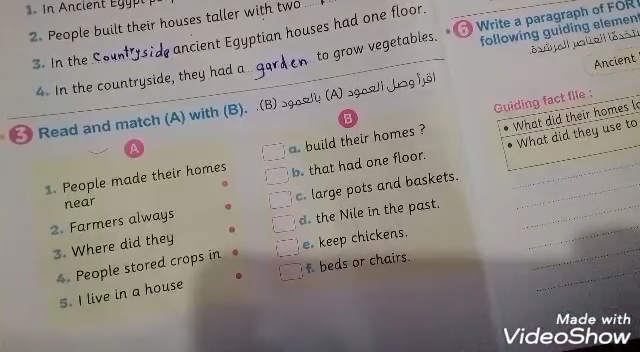 1. In Ancient Egypt
2. People built their houses taller with two
3. In the Countryside ancient Egyptian houses had one floor.
4. In the countryside, they had a garden to grow vegetables.
3 Read and match (A) with (B). اقرأ وصل العمود (A) بالعمود (B).
A
1. People made their homes near
2. Farmers always
3. Where did they
4. People stored crops in
5. I live in a house
B
a. build their homes ?
b. that had one floor.
c. large pots and baskets.
d. the Nile in the past.
e. keep chickens.
f. beds or chairs.
6 Write a paragraph of
following guiding
العناصر المرشدة.
Ancient
Guiding fact file :
• What did their homes
• What did they use to
Made with
VideoShow